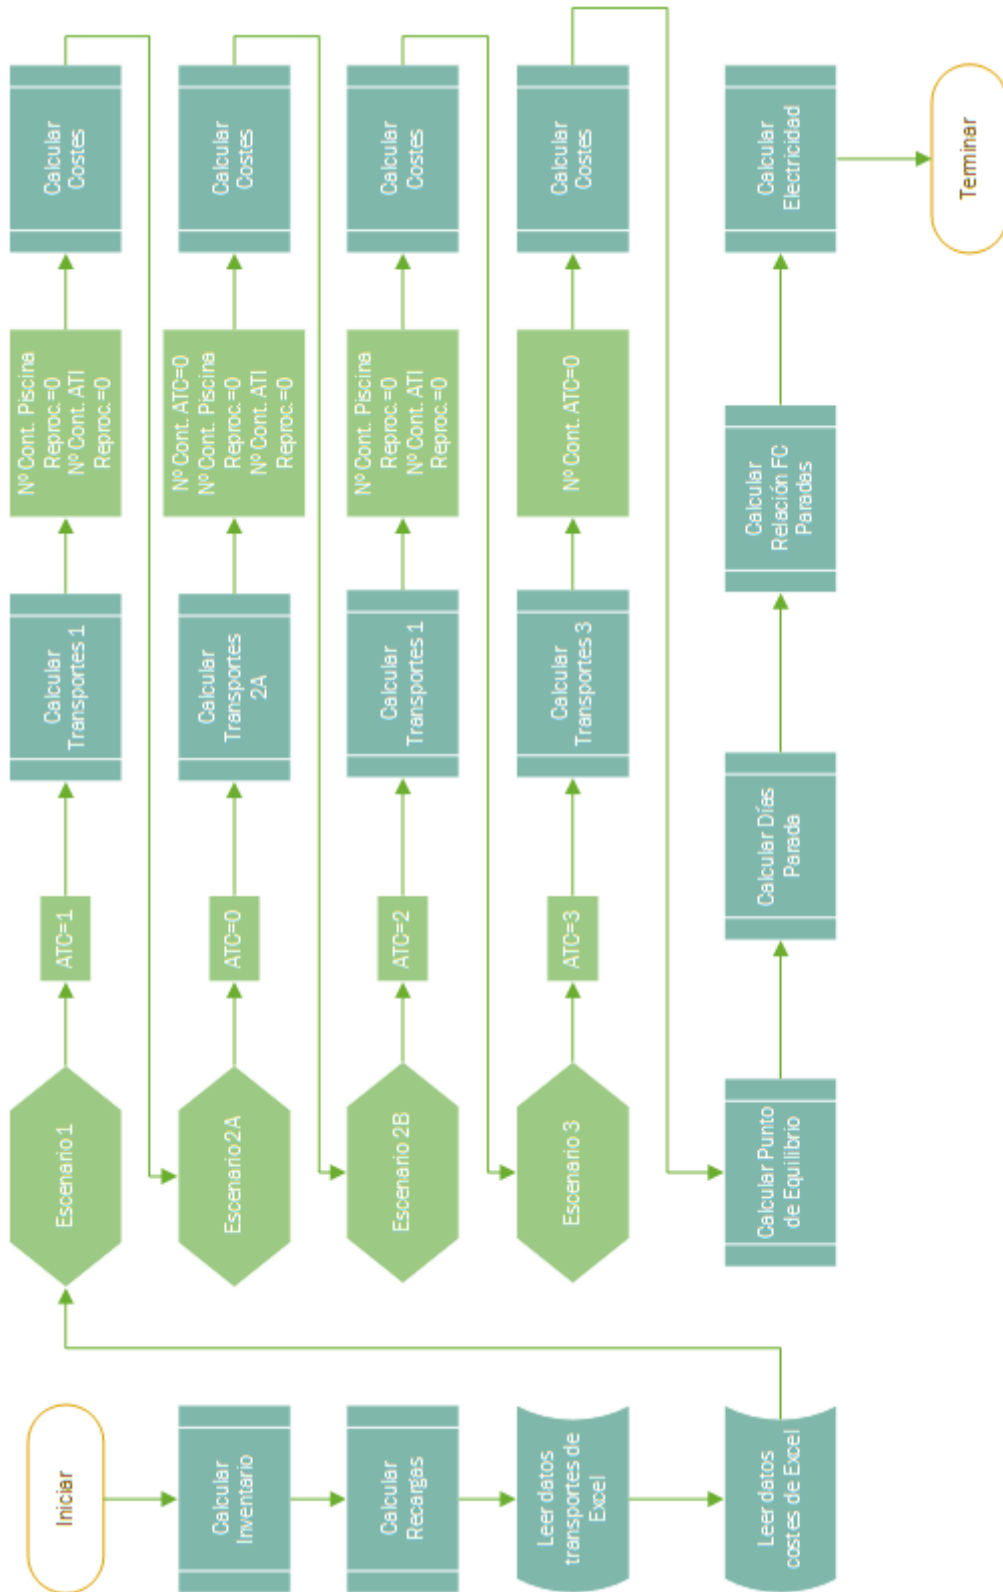 Iniciar
Calcular
Inventario
Calcular
Recargas
Leer datos
transportes de
Excel
Leer datos
costes de Excel
Escenario 1
ATC=1
Calcular
Transportes 1
Nº Cont. Piscina
Reproc.=0
Nº Cont. ATI
Reproc.=0
Calcular
Costes
Escenario 2A
ATC=0
Calcular
Transportes
2A
Nº Cont. ATC=0
Nº Cont. Piscina
Reproc.=0
Nº Cont. ATI
Reproc.=0
Calcular
Costes
Escenario 2B
ATC=2
Calcular
Transportes 1
Nº Cont. Piscina
Reproc.=0
Nº Cont. ATI
Reproc.=0
Calcular
Costes
Escenario 3
ATC=3
Calcular
Transportes 3
Nº Cont. ATC=0
Calcular
Costes
Calcular Punto
de Equilibrio
Calcular Días
Parada
Calcular
Relación FC
Paradas
Calcular
Electricidad
Terminar